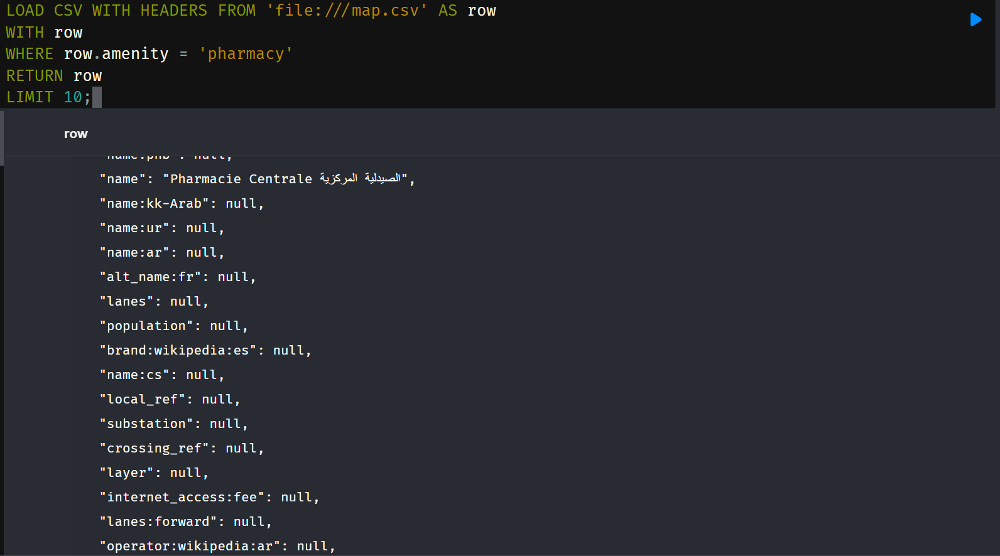 LOAD CSV WITH HEADERS FROM 'file:///map.csv' AS row
WITH row
WHERE row.amenity = 'pharmacy'
RETURN row
LIMIT 10;
row
"name": "Pharmacie Centrale الصيدلية المركزية",
"name:kk-Arab": null,
"name:ur": null,
"name:ar": null,
"alt_name:fr": null,
"lanes": null,
"population": null,
"brand:wikipedia:es": null,
"name:cs": null,
"local_ref": null,
"substation": null,
"crossing_ref": null,
"layer": null,
"internet_access:fee": null,
"lanes:forward": null,
"operator:wikipedia:ar": null,